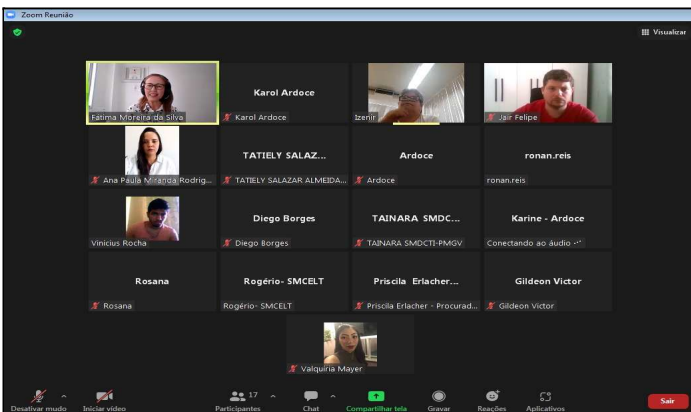 Zoom Reunião
Visualizar
Fatima Moreira da Silva
Karol Ardoce
Karol Ardoce
Izenir
Jair Felipe
Ana Paula Miranda Rodrig...
TATIELY SALAZ...
TATIELY SALAZAR ALMEIDA...
Ardoce
Ardoce
ronan.reis
ronan.reis
Vinicius Rocha
Diego Borges
Diego Borges
TAINARA SMDC...
TAINARA SMDCTI-PMGV
Karine - Ardoce
Conectando ao áudio ···
Rosana
Rosana
Rogério- SMCELT
Rogério- SMCELT
Priscila Erlacher...
Priscila Erlacher - Procurad...
Gildeon Victor
Gildeon Victor
Valquiria Mayer
Desativar mudo
Iniciar vídeo
17
Participantes
Chat
Compartilhar tela
Gravar
Reações
Aplicativos
Sair